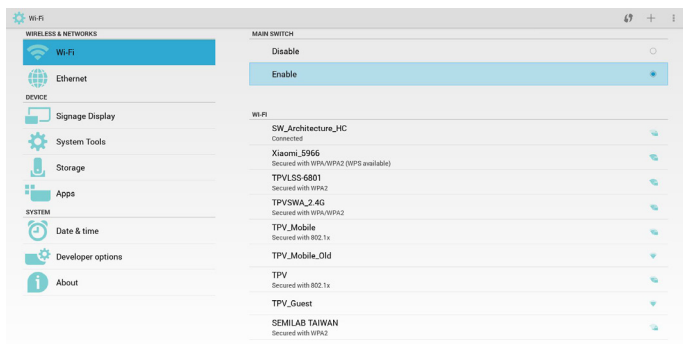 Wi-Fi
WIRELESS & NETWORKS
Wi-Fi
Ethernet
DEVICE
Signage Display
System Tools
Storage
Apps
SYSTEM
Date & time
Developer options
About
MAIN SWITCH
Disable
Enable
WI-FI
SW_Architecture_HC
Connected
Xiaomi_5966
Secured with WPA/WPA2 (WPS available)
TPVLSS-6801
Secured with WPA2
TPVSWA_2.4G
Secured with WPA/WPA2
TPV_Mobile
Secured with 802.1x
TPV_Mobile_Old
TPV
Secured with 802.1x
TPV_Guest
SEMILAB TAIWAN
Secured with WPA2